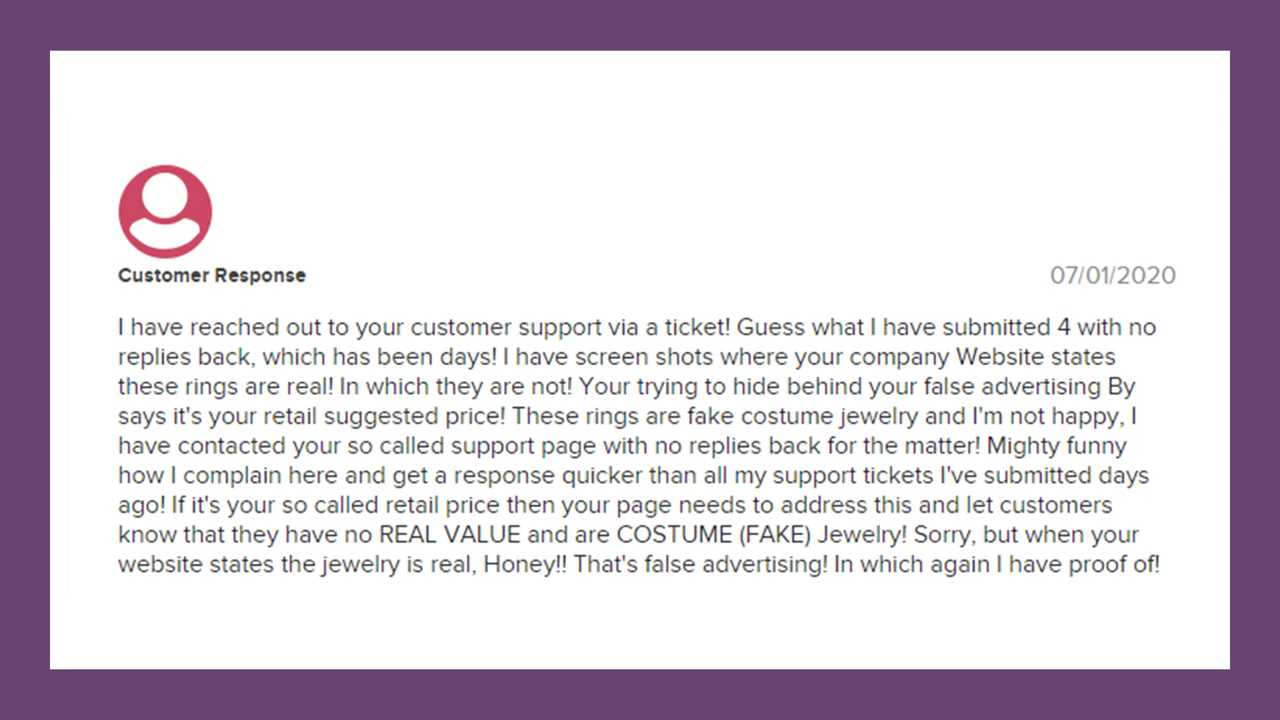 Customer Response
07/01/2020
I have reached out to your customer support via a ticket! Guess what I have submitted 4 with no
replies back, which has been days! I have screen shots where your company Website states
these rings are real! In which they are not! Your trying to hide behind your false advertising By
says it's your retail suggested price! These rings are fake costume jewelry and I'm not happy, I
have contacted your so called support page with no replies back for the matter! Mighty funny
how I complain here and get a response quicker than all my support tickets I've submitted days
ago! If it's your so called retail price then your page needs to address this and let customers
know that they have no REAL VALUE and are COSTUME (FAKE) Jewelry! Sorry, but when your
website states the jewelry is real, Honey!! That's false advertising! In which again I have proof of!